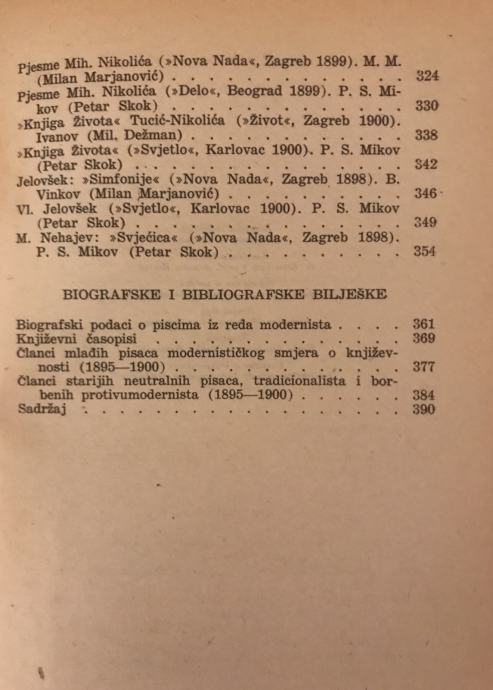 Pjesme Mih. Nikolića (»Nova Nada«, Zagreb 1899). M. M.
(Milan Marjanović) . . . . . . . . . . . . 324
Pjesme Mih. Nikolića (»Delo«, Beograd 1899). P. S. Mi-
kov (Petar Skok) . . . . . . . . . . . . . 330
»Knjiga Života« Tucić-Nikolića (»Život«, Zagreb 1900).
Ivanov (Mil. Dežman) . . . . . . . . . . . 338
»Knjiga Života« (»Svjetlo«, Karlovac 1900). P. S. Mikov
(Petar Skok) . . . . . . . . . . . . . . 342
Jelovšek: »Simfonije« (»Nova Nada«, Zagreb 1898). B.
Vinkov (Milan Marjanović) . . . . . . . . . 346
Vl. Jelovšek (»Svjetlo«, Karlovac 1900). P. S. Mikov
(Petar Skok) . . . . . . . . . . . . . . 349
M. Nehajev: »Svjećica« (»Nova Nada«, Zagreb 1898).
P. S. Mikov (Petar Skok) . . . . . . . . . 354
BIOGRAFSKE I BIBLIOGRAFSKE BILJEŠKE
Biografski podaci o piscima iz reda modernista . . . . 361
Književni časopisi . . . . . . . . . . . . . 369
Članci mlađih pisaca modernističkog smjera o književ-
nosti (1895—1900) . . . . . . . . . . . . 377
Članci starijih neutralnih pisaca, tradicionalista i bor-
benih protivumodernista (1895—1900) . . . . . . 384
Sadržaj . . . . . . . . . . . . . . . . . 390